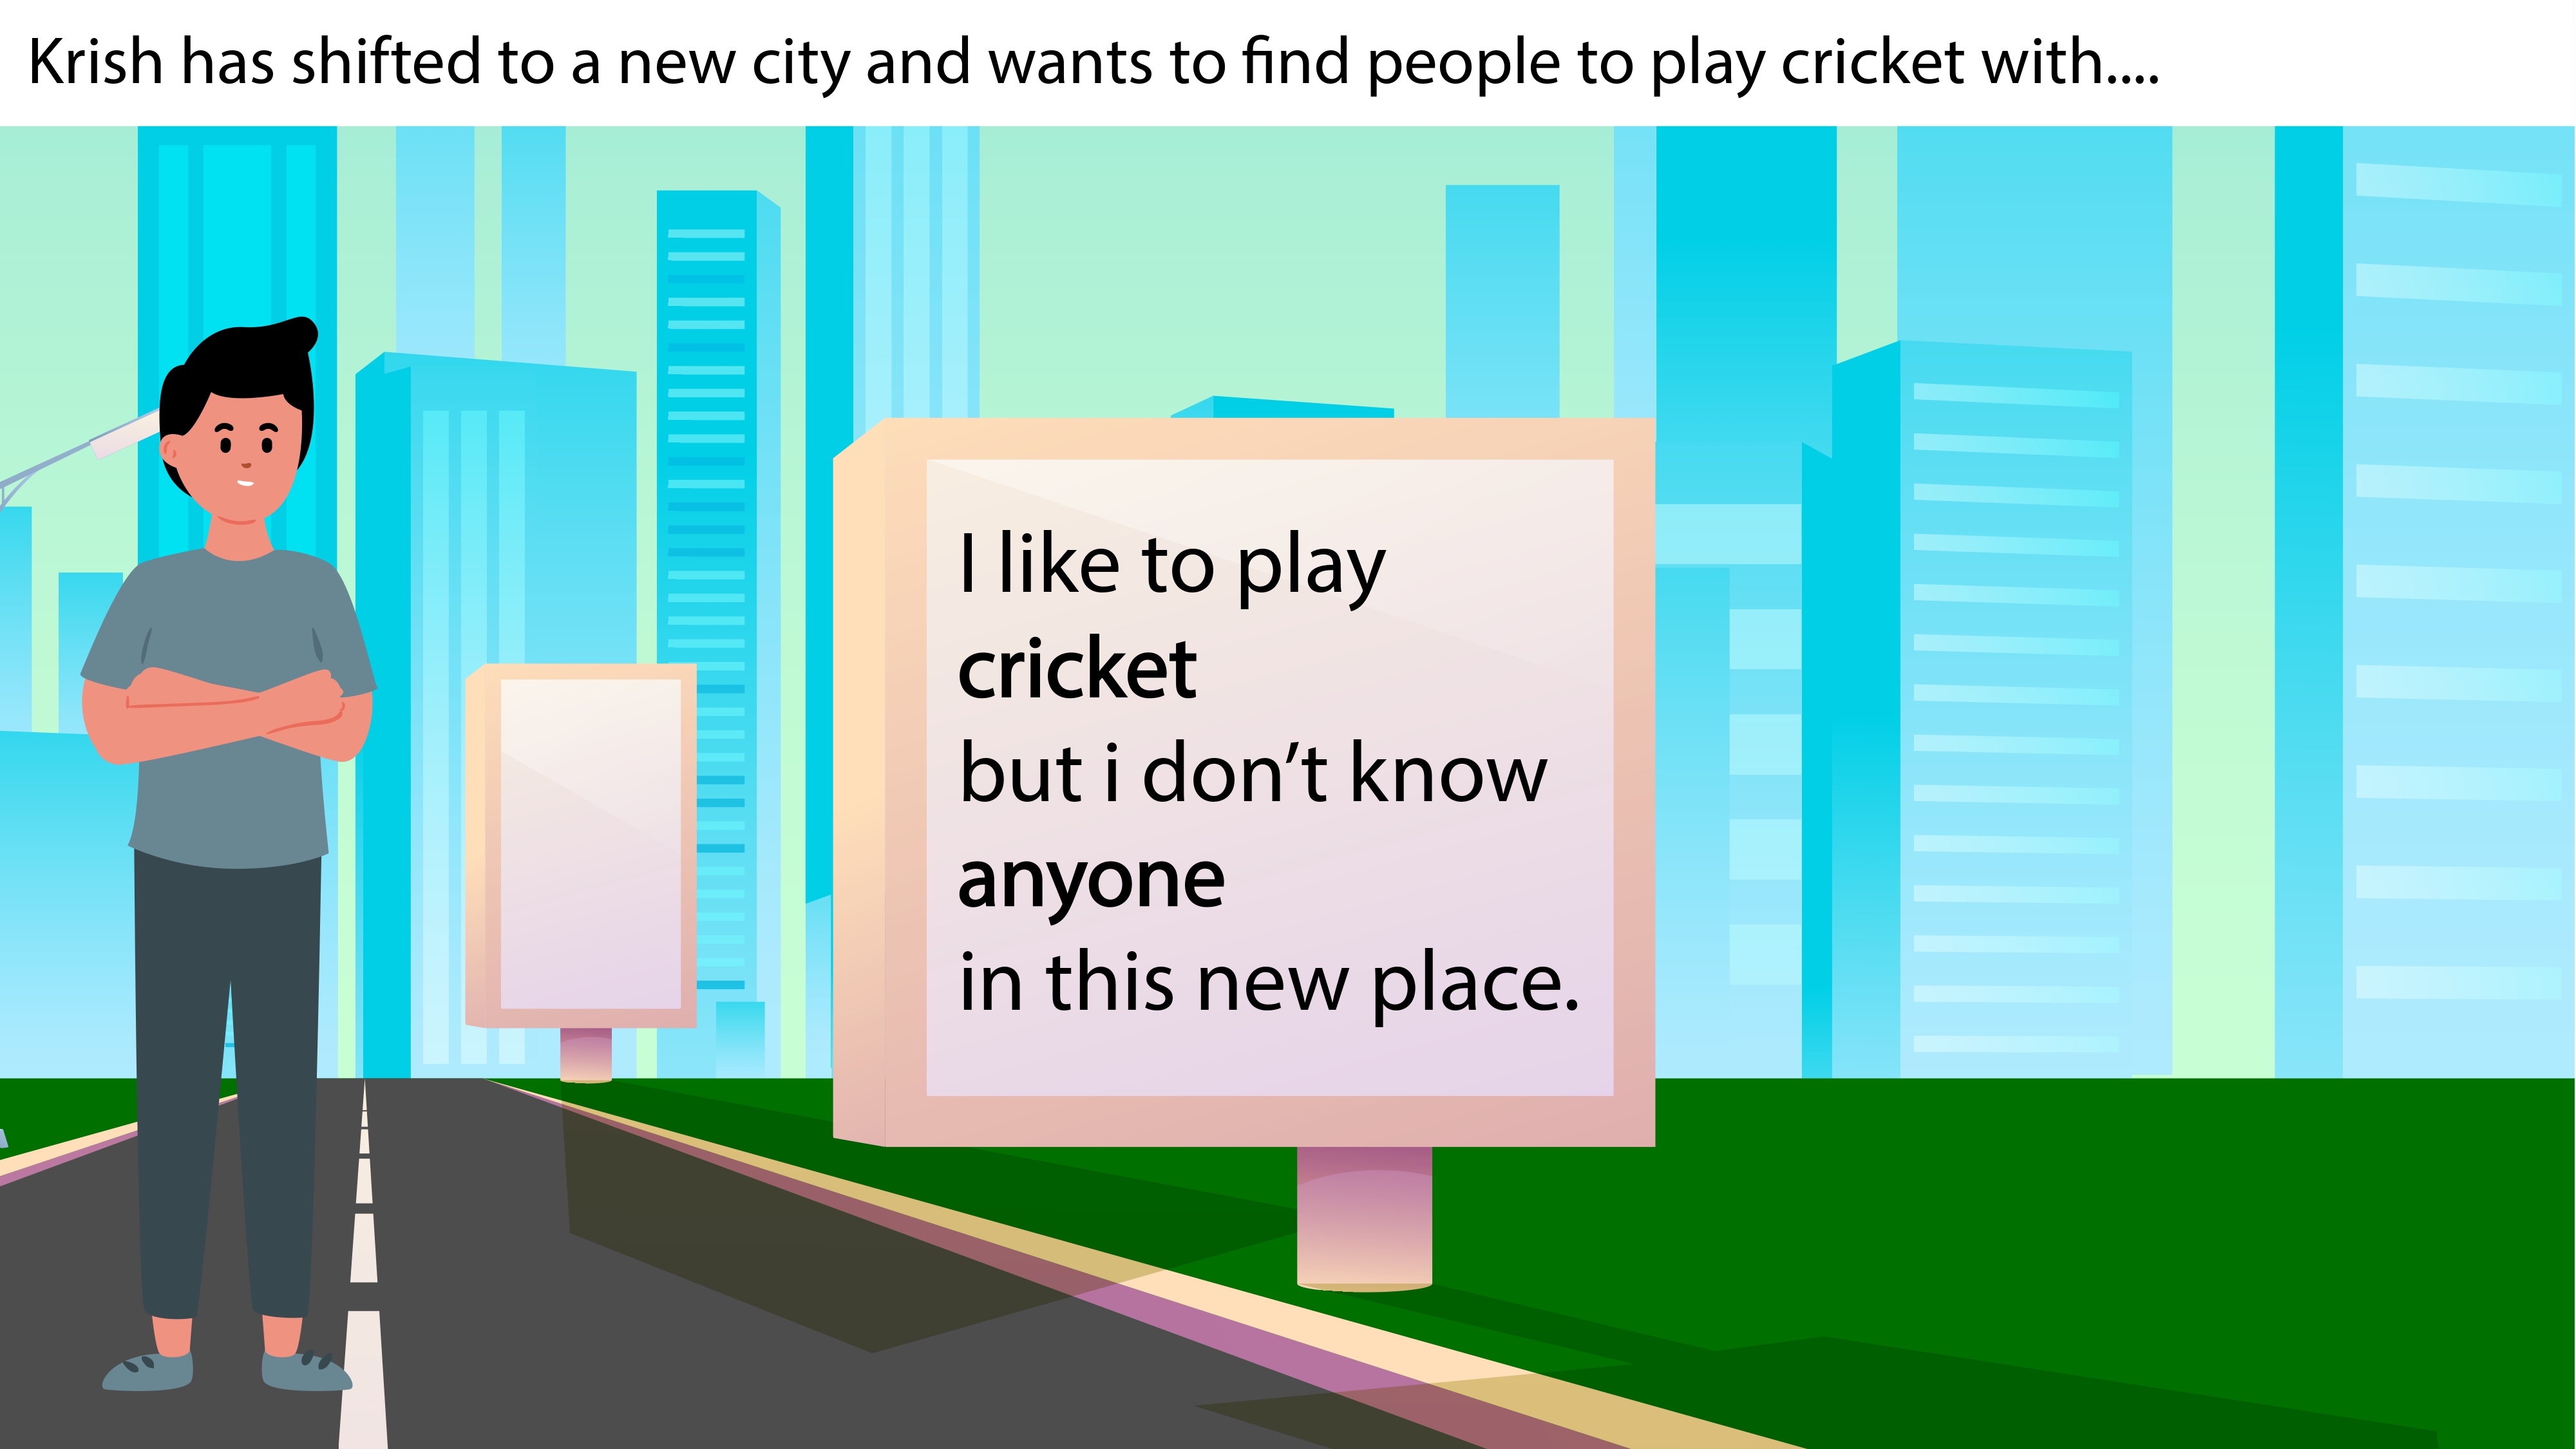 Krish has shifted to a new city and wants to find people to play cricket with....
I like to play
cricket
but i don’t know
anyone
in this new place.